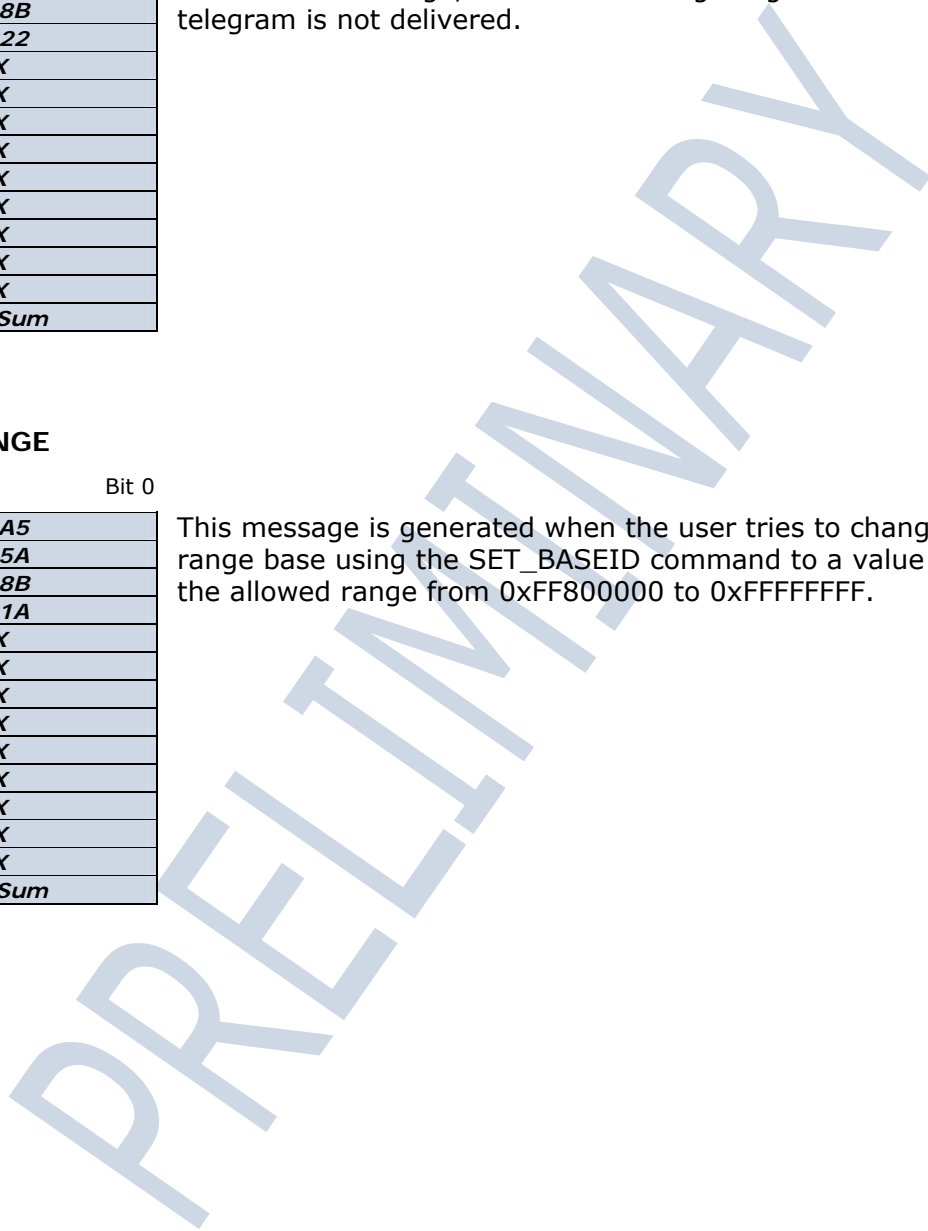 8B
22
X
X
X
X
X
X
X
X
X
Sum
telegram is not delivered.
NGE
Bit 0
A5
5A
8B
1A
X
X
X
X
X
X
X
X
X
Sum
This message is generated when the user tries to chang
range base using the SET_BASEID command to a value
the allowed range from 0xFF800000 to 0xFFFFFFFF.
PRELIMINARY